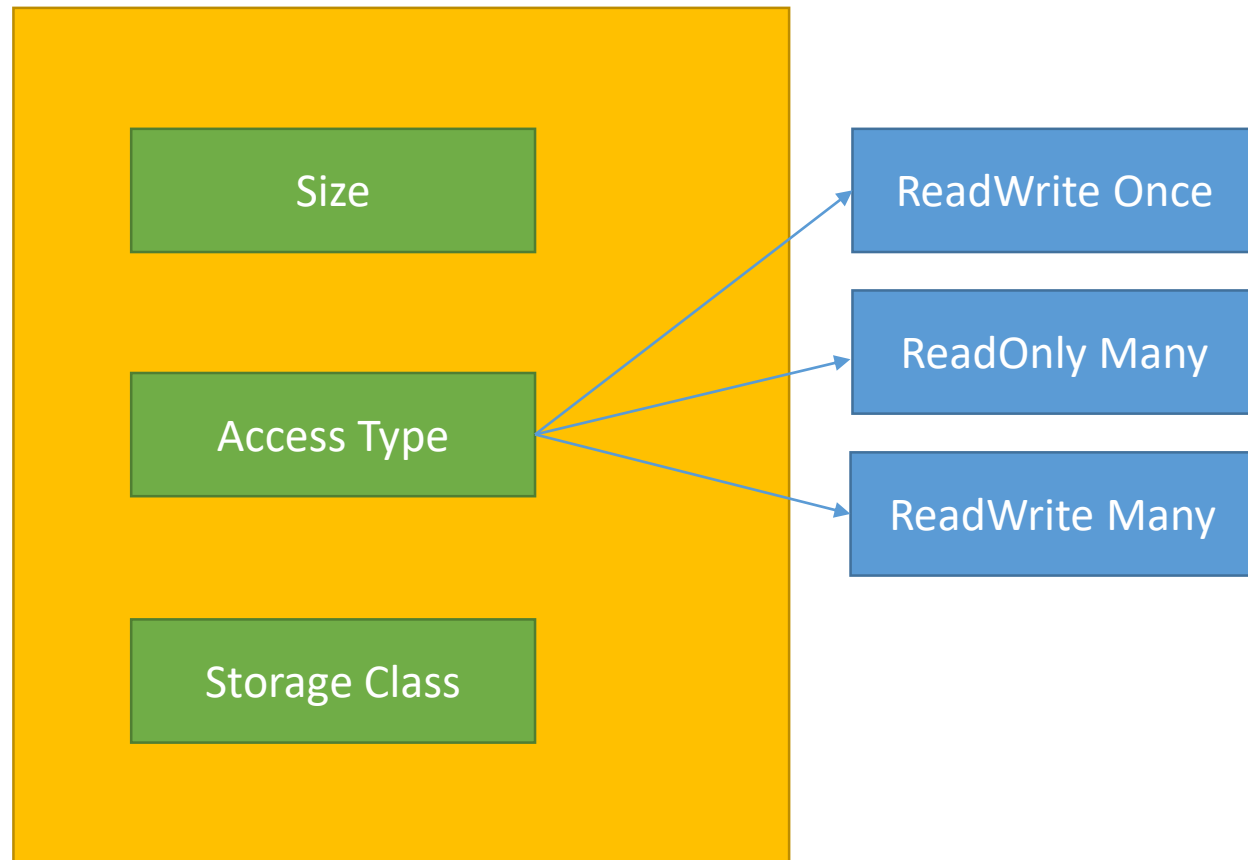 Size
Access Type
Storage Class
ReadWrite Once
ReadOnly Many
ReadWrite Many